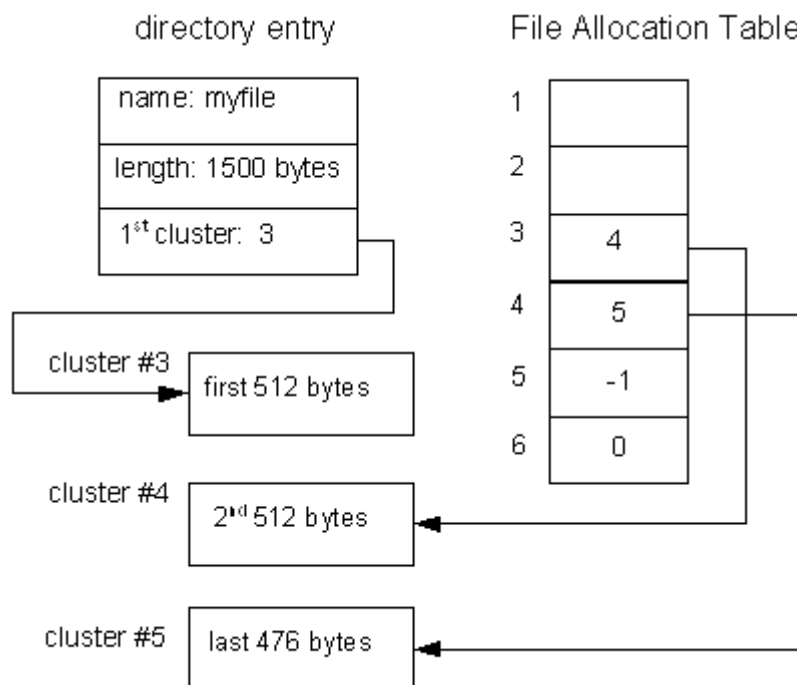 directory entry
File Allocation Table
name: myfile
length: 1500 bytes
1st cluster: 3
1
2
3
4
4
5
5
-1
6
0
cluster #3
first 512 bytes
cluster #4
2nd 512 bytes
cluster #5
last 476 bytes